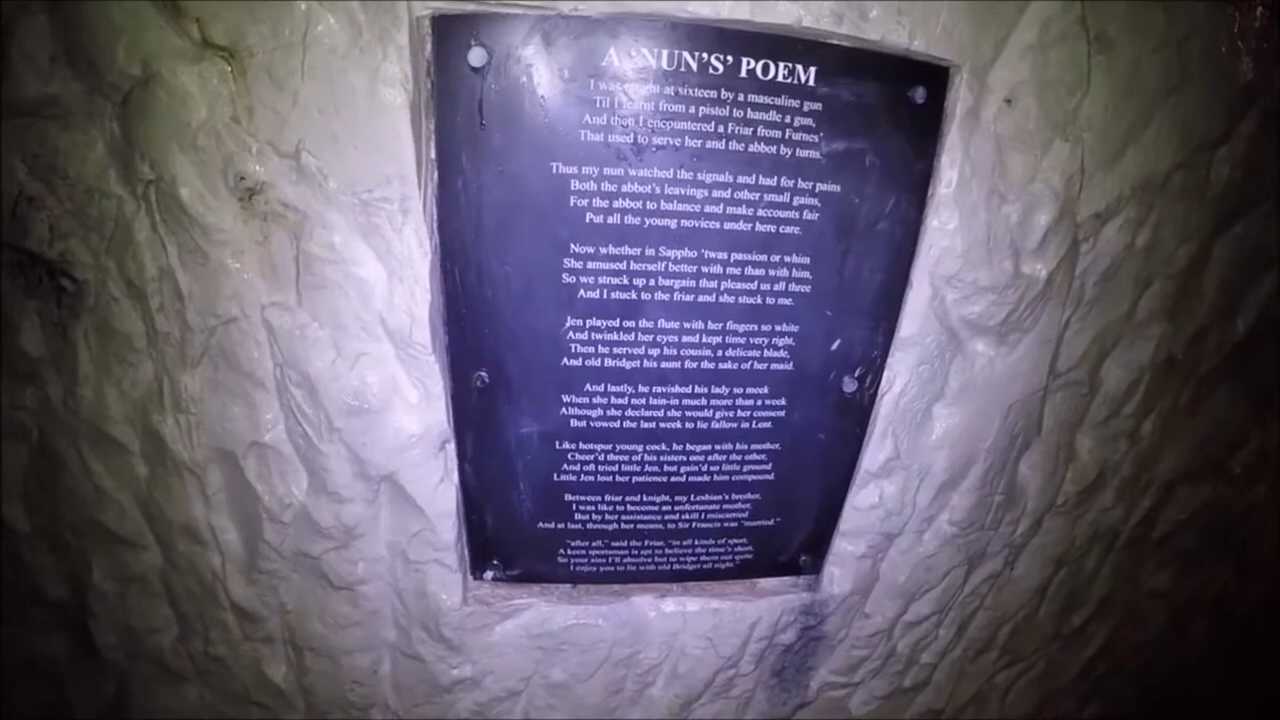 A 'NUN'S' POEM
I was taught at sixteen by a masculine gun
Til I learnt from a pistol to handle a gun,
And then I encountered a Friar from Furnes'
That used to serve her and the abbot by turns.
Thus my nun watched the signals and had for her pains
Both the abbot's leavings and other small gains,
For the abbot to balance and make accounts fair
Put all the young novices under here care.
Now whether in Sappho 'twas passion or whim
She amused herself better with me than with him,
So we struck up a bargain that pleased us all three
And I stuck to the friar and she stuck to me.
Jen played on the flute with her fingers so white
And twinkled her eyes and kept time very right,
Then he served up his cousin, a delicate blade,
And old Bridget his aunt for the sake of her maid.
And lastly, he ravished his lady so meek
When she had not lain-in much more than a week
Although she declared she would give her consent
But vowed the last week to lie fallow in Lent.
Like hotspur young cock, he began with his mother,
Cheer'd three of his sisters one after the other,
And oft tried little Jen, but gain'd so little ground
Little Jen lost her patience and made him compound.
Between friar and knight, my Lesbian's brother,
I was like to become an unfortunate mother,
But by her assistance and skill I miscarried
And at last, through her means, to Sir Francis was "married."
"after all," said the Friar, "in all kinds of sport,
A keen sportsman is apt to believe the time's short,
So your sins I'll absolve but to wipe them out quite
I enjoy you to lie with old Bridget all night."